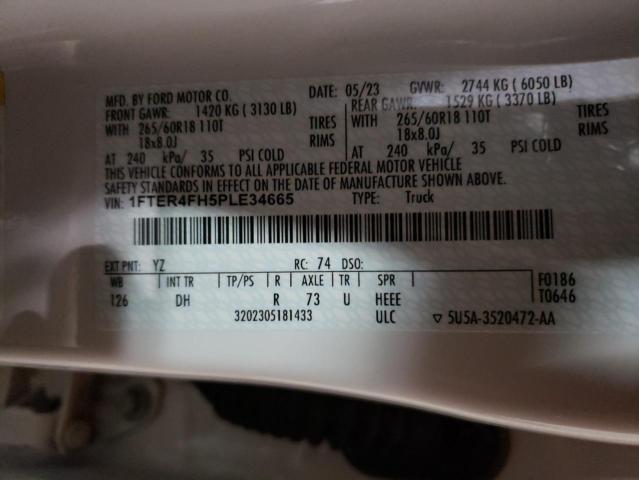 MFD. BY FORD MOTOR CO. DATE: 05/23 GVWR: 2744 KG ( 6050 LB)
FRONT GAWR: 1420 KG ( 3130 LB) REAR GAWR: 1529 KG ( 3370 LB)
WITH 265/60R18 110T TIRES WITH 265/60R18 110T TIRES
18x8.0J RIMS 18x8.0J RIMS
AT 240 kPa/ 35 PSI COLD AT 240 kPa/ 35 PSI COLD
THIS VEHICLE CONFORMS TO ALL APPLICABLE FEDERAL MOTOR VEHICLE
SAFETY STANDARDS IN EFFECT ON THE DATE OF MANUFACTURE SHOWN ABOVE.
VIN: 1FTER4FH5PLE34665 TYPE: Truck
EXT PNT: YZ RC: 74 DSO:
WB INT TR TP/PS R AXLE TR SPR F0186
126 DH R 73 U HEEE T0646
3202305181433 ULC ▽ 5U5A-3520472-AA